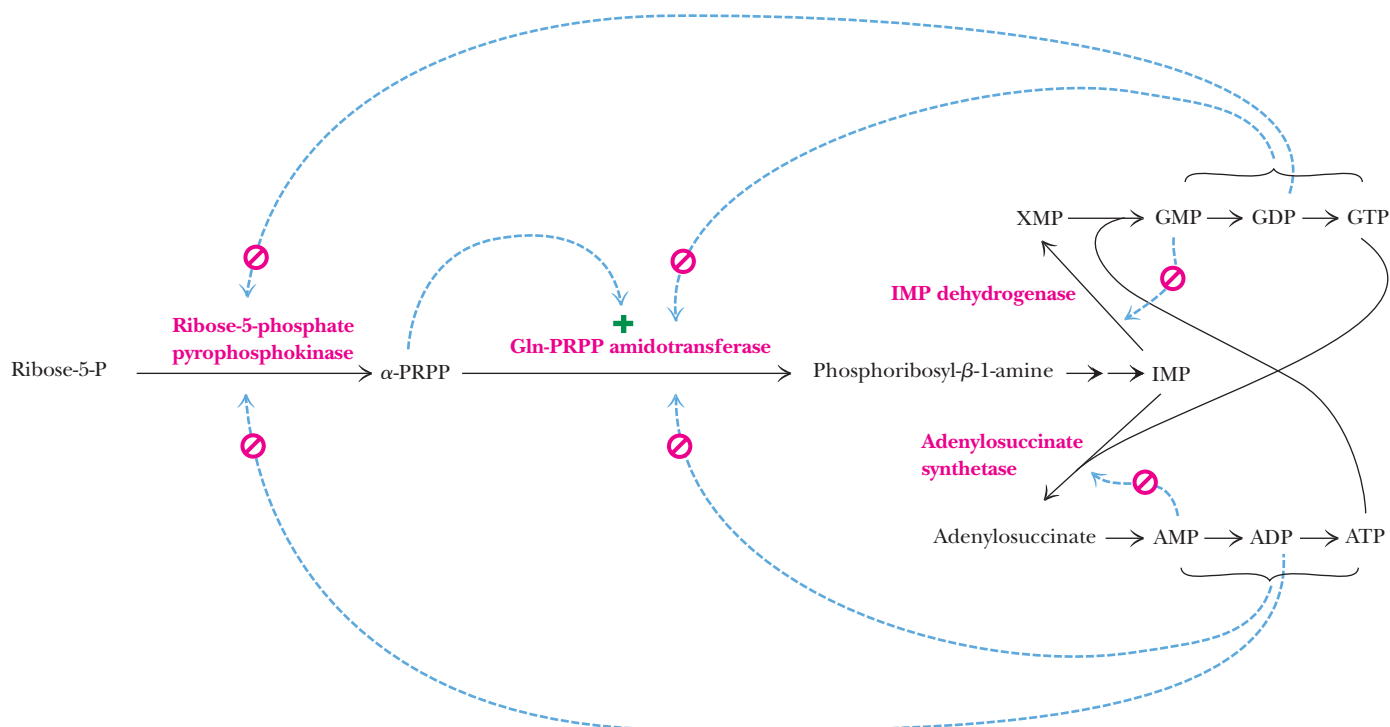 XMP
GMP
GDP
GTP
IMP dehydrogenase
Ribose-5-phosphate
pyrophosphokinase
Gln-PRPP amidotransferase
Ribose-5-P
α-PRPP
Phosphoribosyl-β-1-amine
IMP
Adenylosuccinate
synthetase
Adenylosuccinate
AMP
ADP
ATP